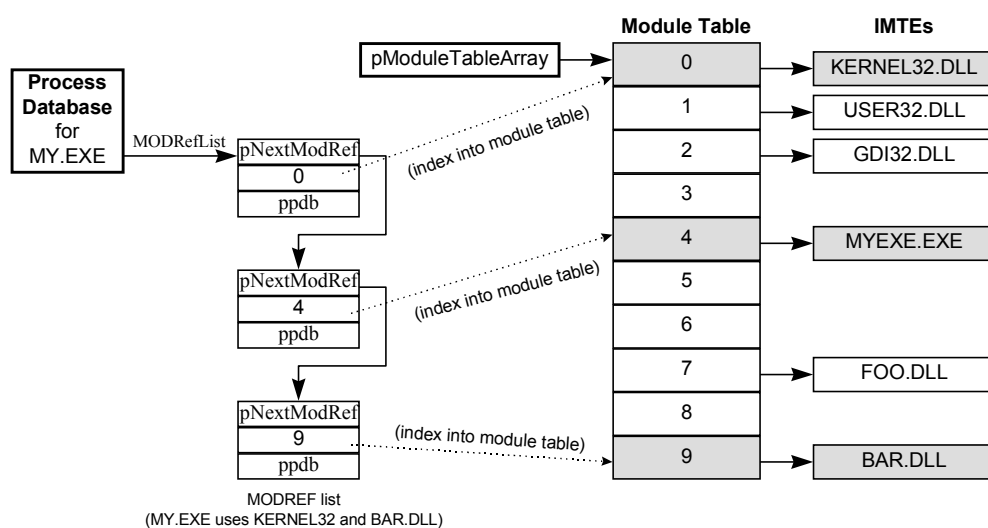 Module Table
IMTEs
pModuleTableArray
Process
Database
for
MY.EXE
MODRefList
pNextModRef
0
ppdb
(index into module table)
pNextModRef
4
ppdb
(index into module table)
pNextModRef
9
ppdb
(index into module table)
MODREF list
(MY.EXE uses KERNEL32 and BAR.DLL)
0
1
2
3
4
5
6
7
8
9
KERNEL32.DLL
USER32.DLL
GDI32.DLL
MYEXE.EXE
FOO.DLL
BAR.DLL